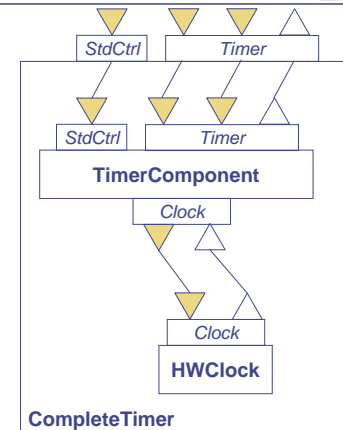 StdCtrl Timer
StdCtrl Timer
TimerComponent
Clock
Clock
HWClock
CompleteTimer